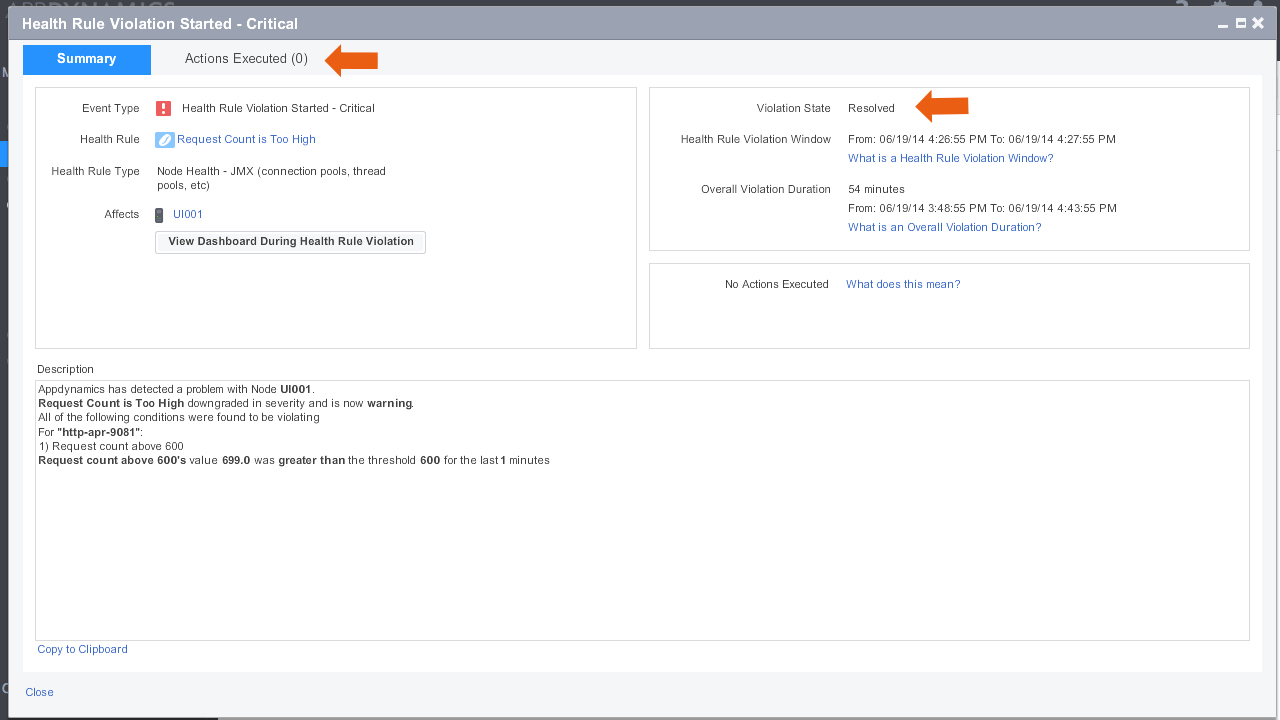 Health Rule Violation Started - Critical
Summary
Actions Executed (0)
Event Type Health Rule Violation Started - Critical
Health Rule Request Count is Too High
Health Rule Type Node Health - JMX (connection pools, thread
pools, etc)
Affects UI001
View Dashboard During Health Rule Violation
Violation State Resolved
Health Rule Violation Window From: 06/19/14 4:26:55 PM To: 06/19/14 4:27:55 PM
What is a Health Rule Violation Window?
Overall Violation Duration 54 minutes
From: 06/19/14 3:48:55 PM To: 06/19/14 4:43:55 PM
What is an Overall Violation Duration?
No Actions Executed What does this mean?
Description
Appdynamics has detected a problem with Node UI001.
Request Count is Too High downgraded in severity and is now warning.
All of the following conditions were found to be violating
For "http-apr-9081":
1) Request count above 600
Request count above 600's value 699.0 was greater than the threshold 600 for the last 1 minutes
Copy to Clipboard
Close